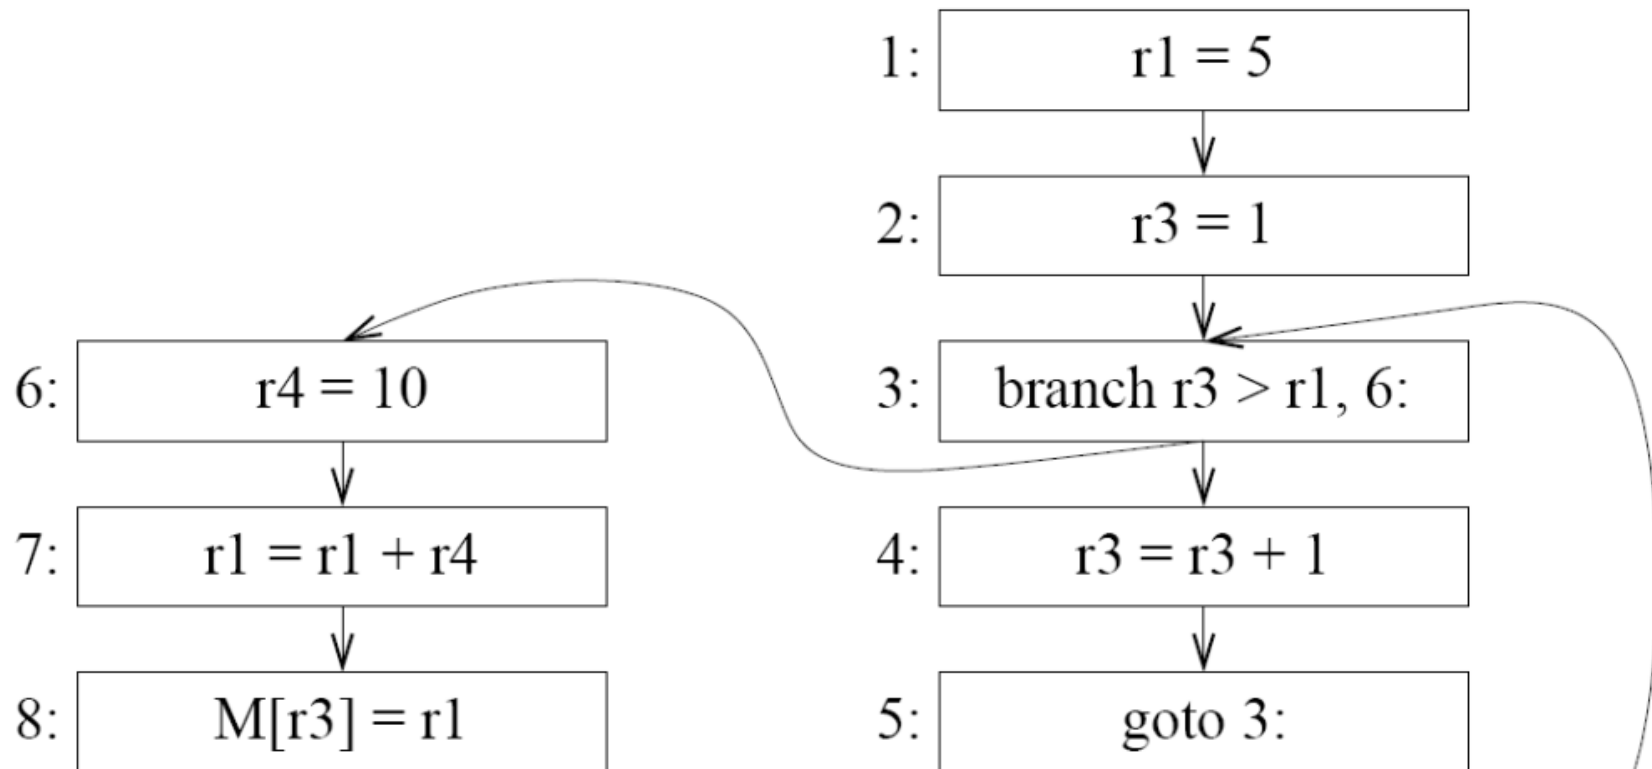 1: r1 = 5
2: r3 = 1
3: branch r3 > r1, 6:
4: r3 = r3 + 1
5: goto 3:
6: r4 = 10
7: r1 = r1 + r4
8: M[r3] = r1